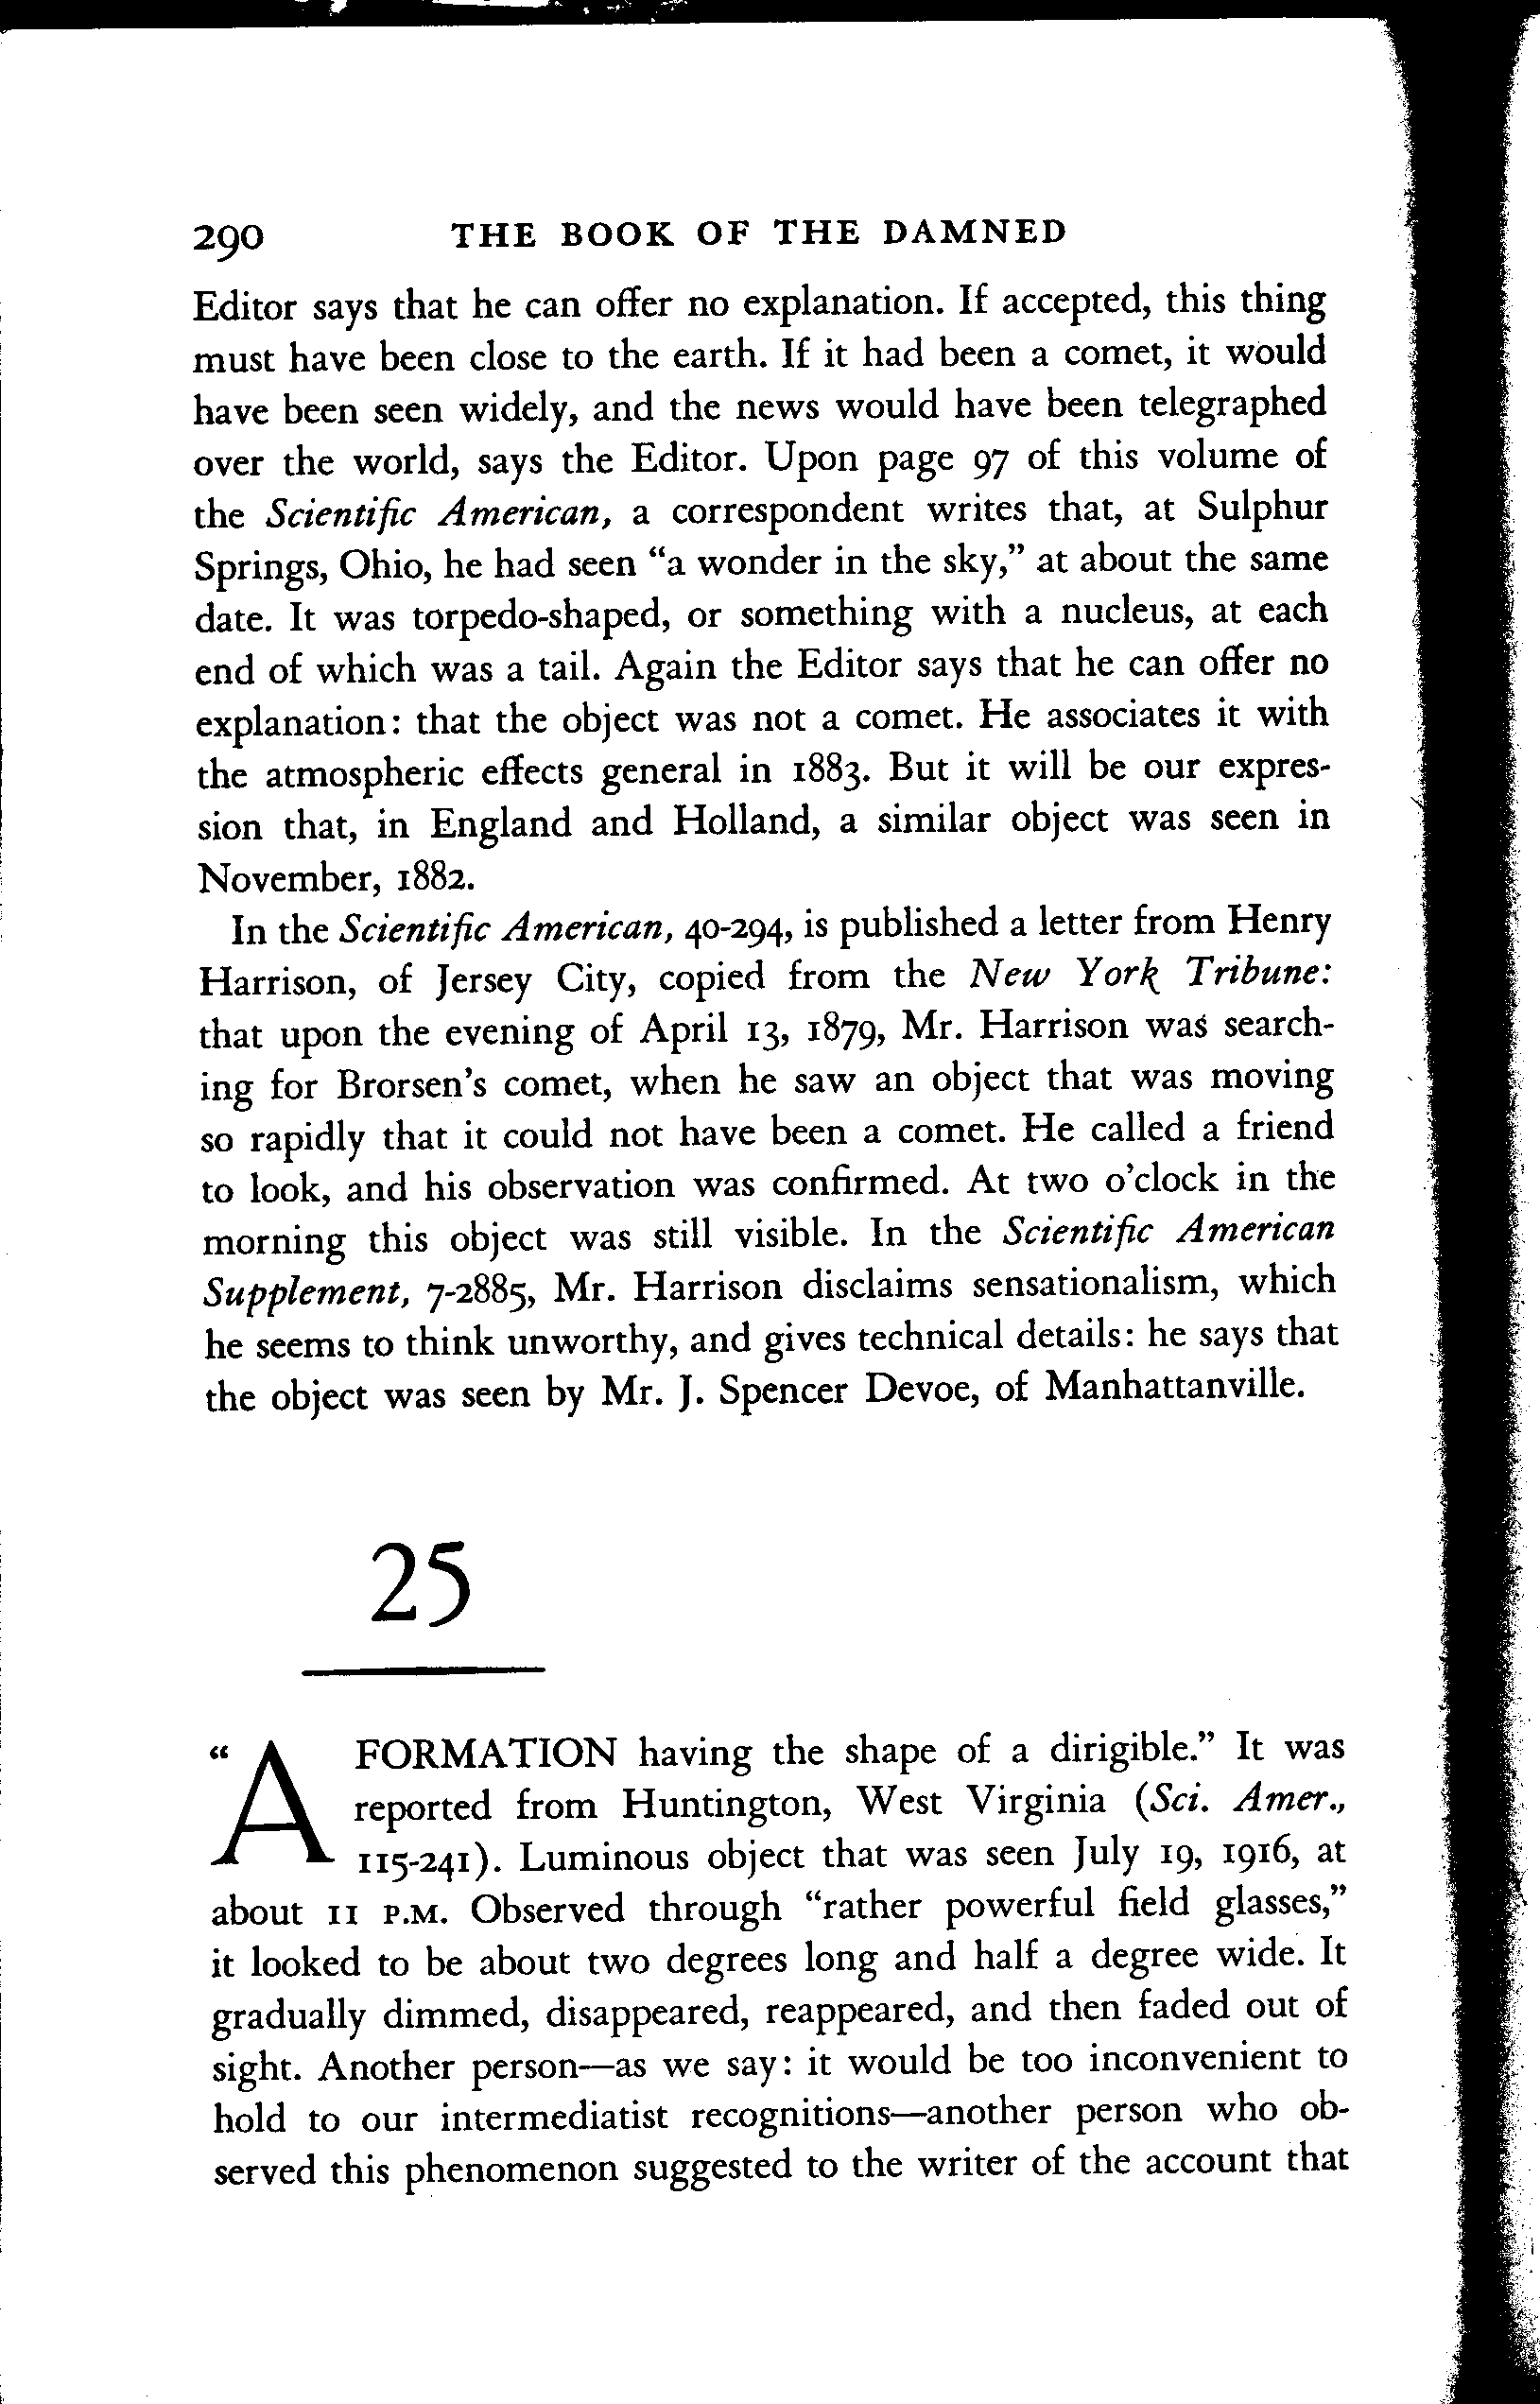 290 THE BOOK OF THE DAMNED
Editor says that he can offer no explanation. If accepted, this thing
must have been close to the earth. If it had been a comet, it would
have been seen widely, and the news would have been telegraphed
over the world, says the Editor. Upon page 97 of this volume of
the Scientific American, a correspondent writes that, at Sulphur
Springs, Ohio, he had seen “a wonder in the sky,” at about the same
date. It was torpedo-shaped, or something with a nucleus, at each
end of which was a tail. Again the Editor says that he can offer no
explanation: that the object was not a comet. He associates it with
the atmospheric effects general in 1883. But it will be our expres-
sion that, in England and Holland, a similar object was seen in
November, 1882.
In the Scientific American, 40-294, is published a letter from Henry
Harrison, of Jersey City, copied from the New York Tribune:
that upon the evening of April 13, 1879, Mr. Harrison was search-
ing for Brorsen’s comet, when he saw an object that was moving
so rapidly that it could not have been a comet. He called a friend
to look, and his observation was confirmed. At two o’clock in the
morning this object was still visible. In the Scientific American
Supplement, 7-2885, Mr. Harrison disclaims sensationalism, which
he seems to think unworthy, and gives technical details: he says that
the object was seen by Mr. J. Spencer Devoe, of Manhattanville.
25
“A FORMATION having the shape of a dirigible.” It was
reported from Huntington, West Virginia (Sci. Amer.,
115-241). Luminous object that was seen July 19, 1916, at
about 11 P.M. Observed through “rather powerful field glasses,”
it looked to be about two degrees long and half a degree wide. It
gradually dimmed, disappeared, reappeared, and then faded out of
sight. Another person—as we say: it would be too inconvenient to
hold to our intermediatist recognitions—another person who ob-
served this phenomenon suggested to the writer of the account that